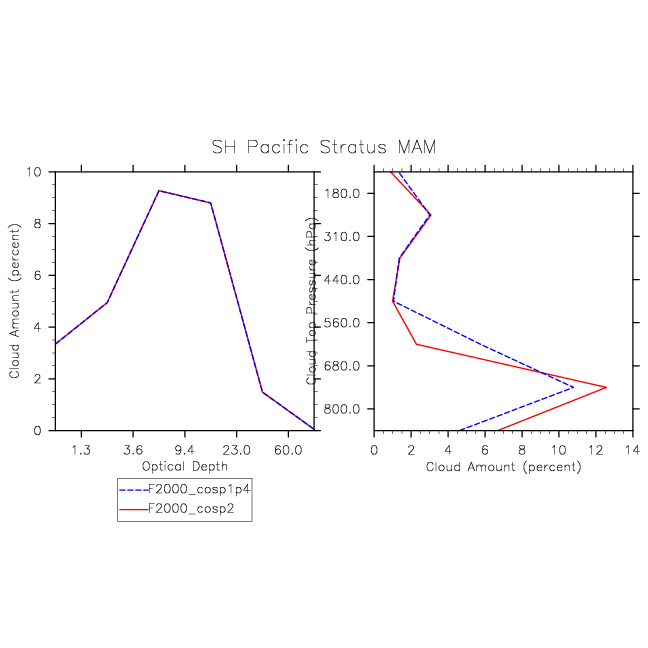 SH Pacific Stratus MAM
Cloud Amount (percent)
10
8
6
4
2
0
1.3 3.6 9.4 23.0 60.0
Optical Depth
Cloud Top Pressure (hPa)
180.0
310.0
440.0
560.0
680.0
800.0
0 2 4 6 8 10 12 14
Cloud Amount (percent)
F2000_cosp1p4
F2000_cosp2